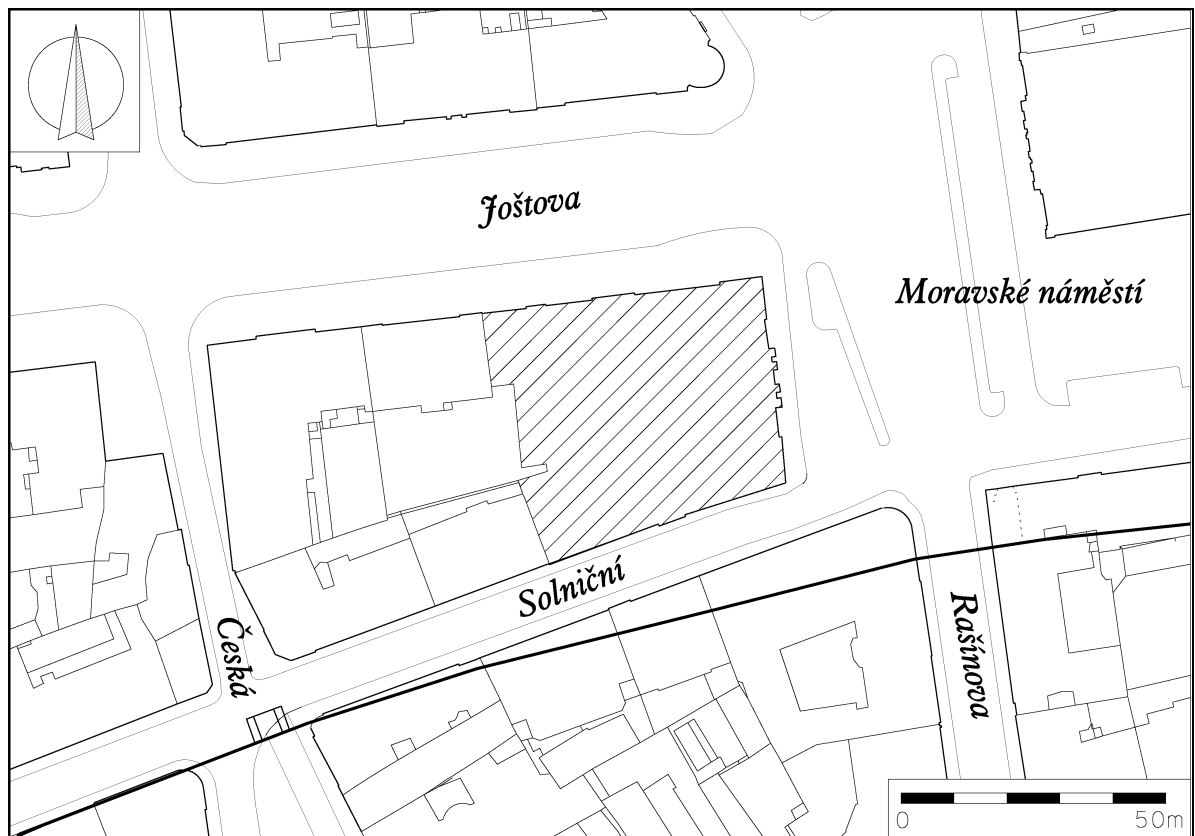 Joštova
Moravské náměstí
Solniční
Česká
Rašínova
0 50m